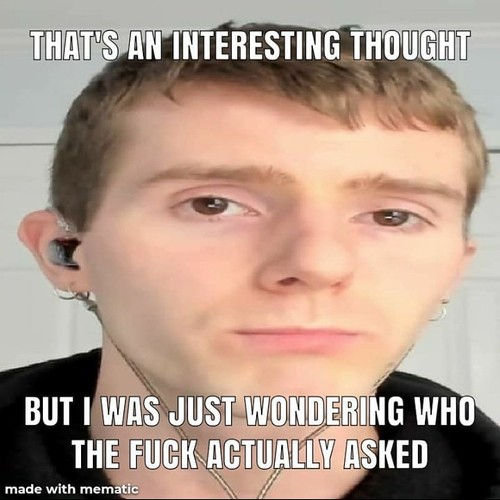 THAT'S AN INTERESTING THOUGHT
BUT I WAS JUST WONDERING WHO
THE FUCK ACTUALLY ASKED
made with mematic